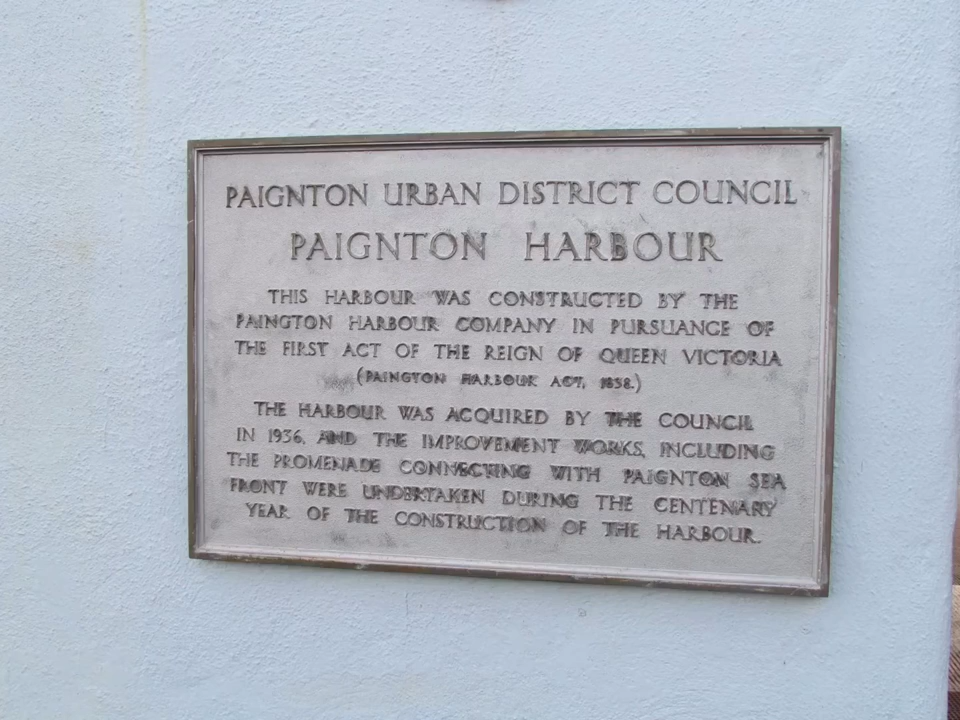 PAIGNTON URBAN DISTRICT COUNCIL
PAIGNTON HARBOUR
THIS HARBOUR WAS CONSTRUCTED BY THE
PAINGTON HARBOUR COMPANY IN PURSUANCE OF
THE FIRST ACT OF THE REIGN OF QUEEN VICTORIA
(PAINGTON HARBOUR ACT, 1838.)
THE HARBOUR WAS ACQUIRED BY THE COUNCIL
IN 1936, AND THE IMPROVEMENT WORKS, INCLUDING
THE PROMENADE CONNECTING WITH PAIGNTON SEA
FRONT WERE UNDERTAKEN DURING THE CENTENARY
YEAR OF THE CONSTRUCTION OF THE HARBOUR.